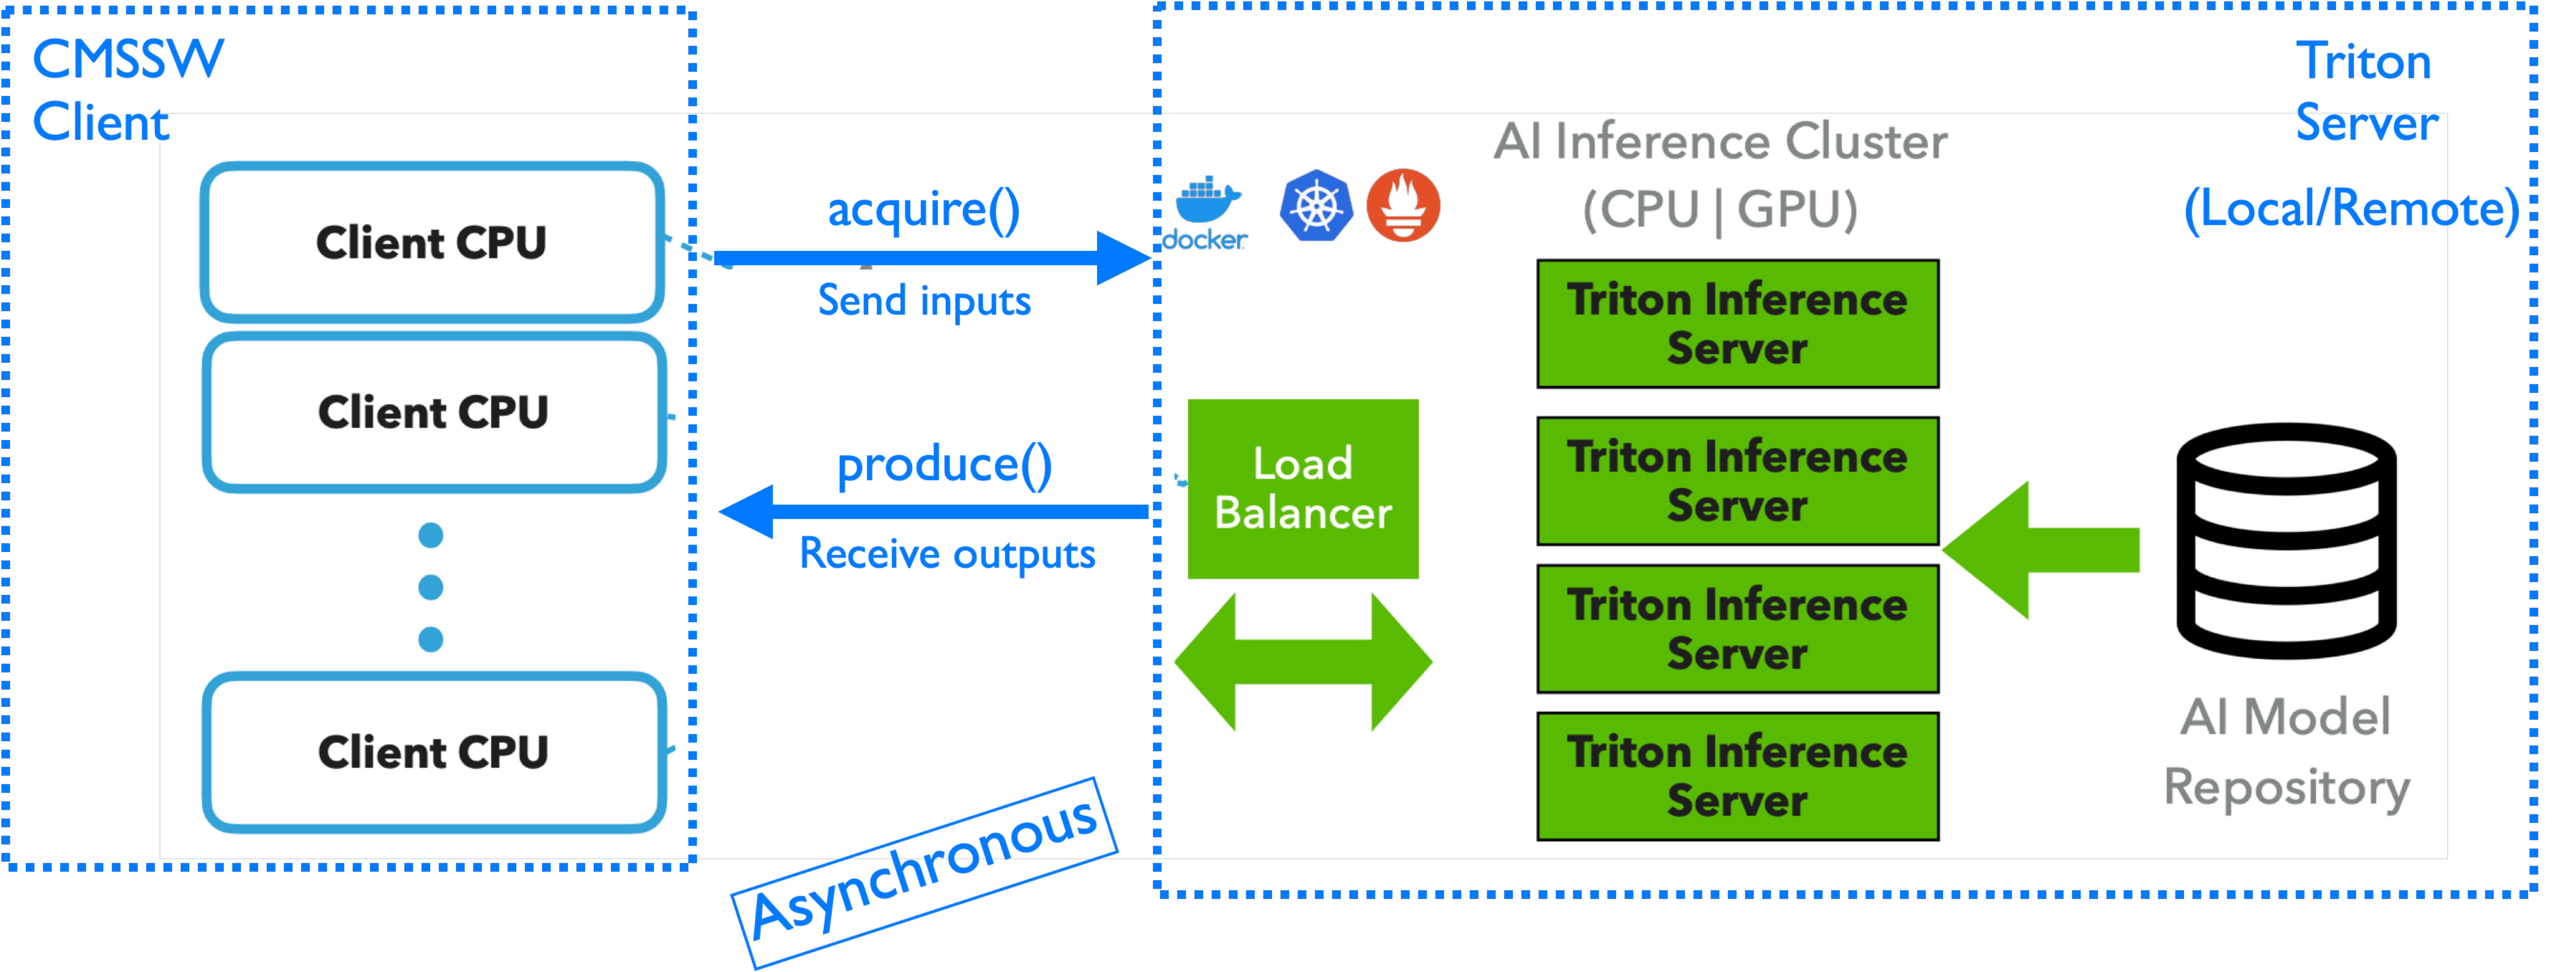 CMSSW
Client
Client CPU
Client CPU
Client CPU
acquire()
Send inputs
produce()
Receive outputs
Asynchronous
Triton
Server
(Local/Remote)
docker
AI Inference Cluster
(CPU | GPU)
Load
Balancer
Triton Inference
Server
Triton Inference
Server
Triton Inference
Server
Triton Inference
Server
AI Model
Repository